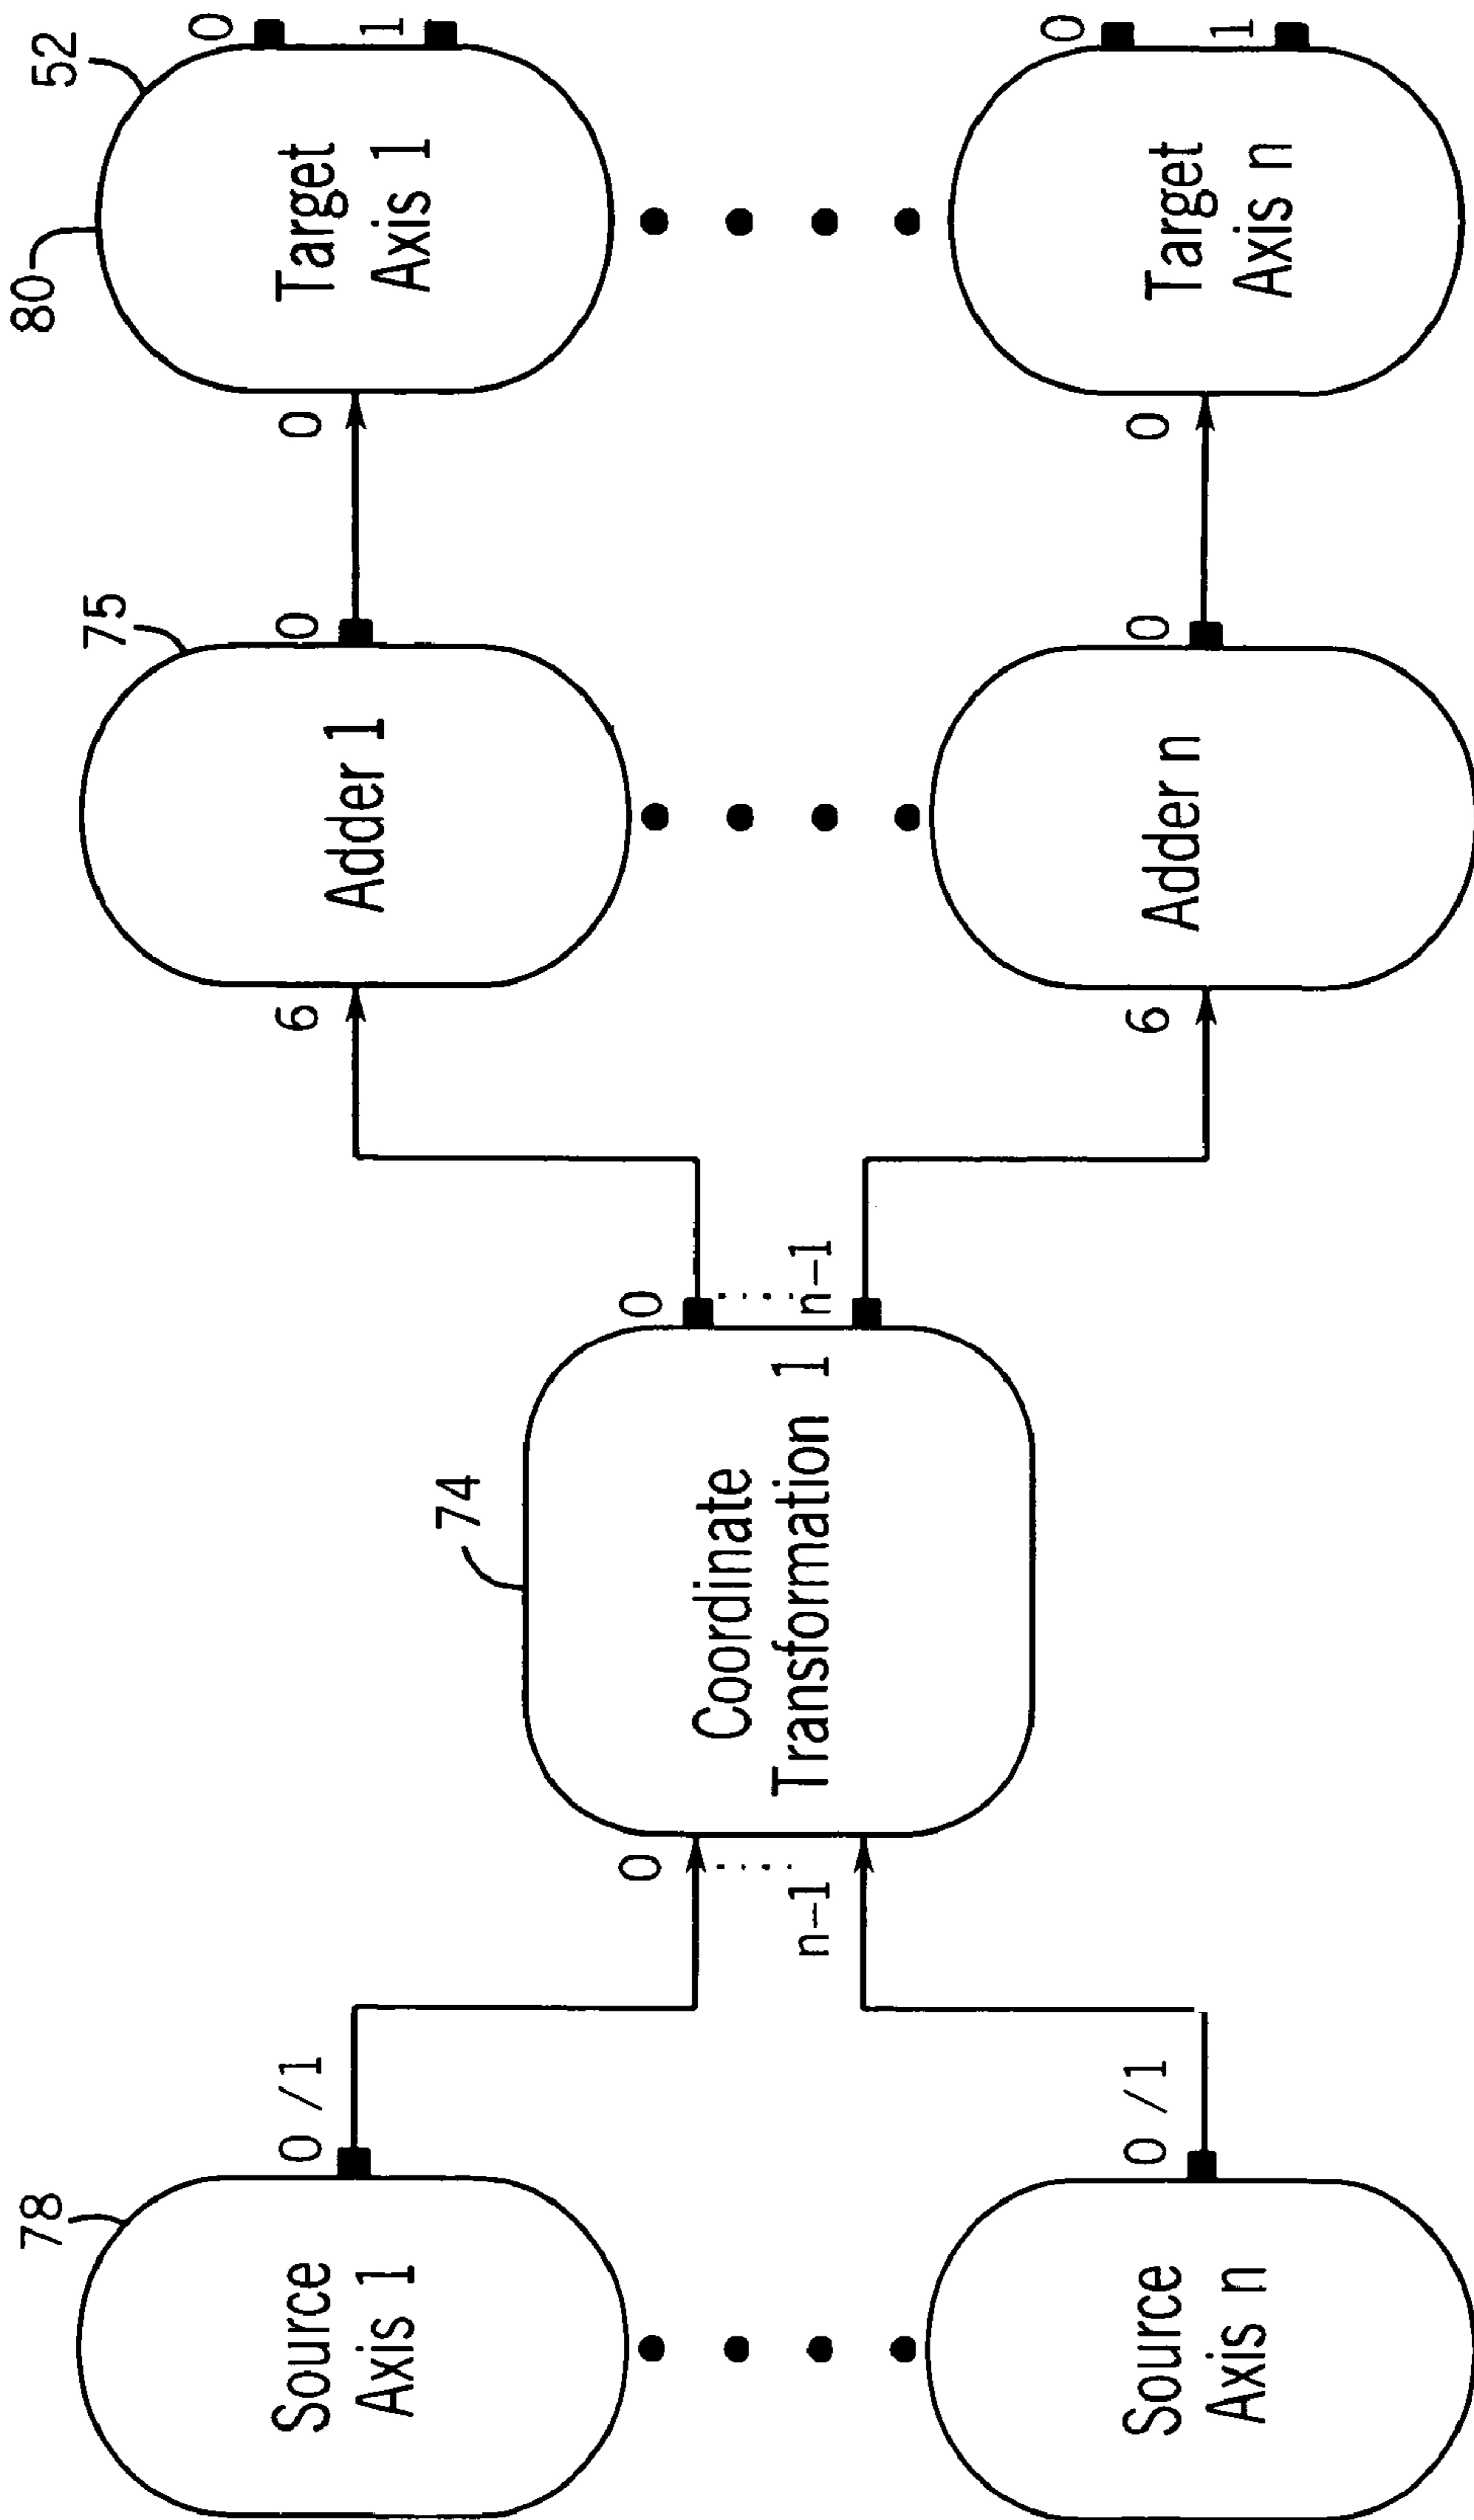 78
Source
Axis 1
0/1
Source
Axis n
0/1
74
0
n-1
Coordinate
Transformation 1
0
n-1
6
75
Adder 1
0
6
Adder n
0
80
52
0
Target
Axis 1
0
1
0
Target
Axis n
0
1